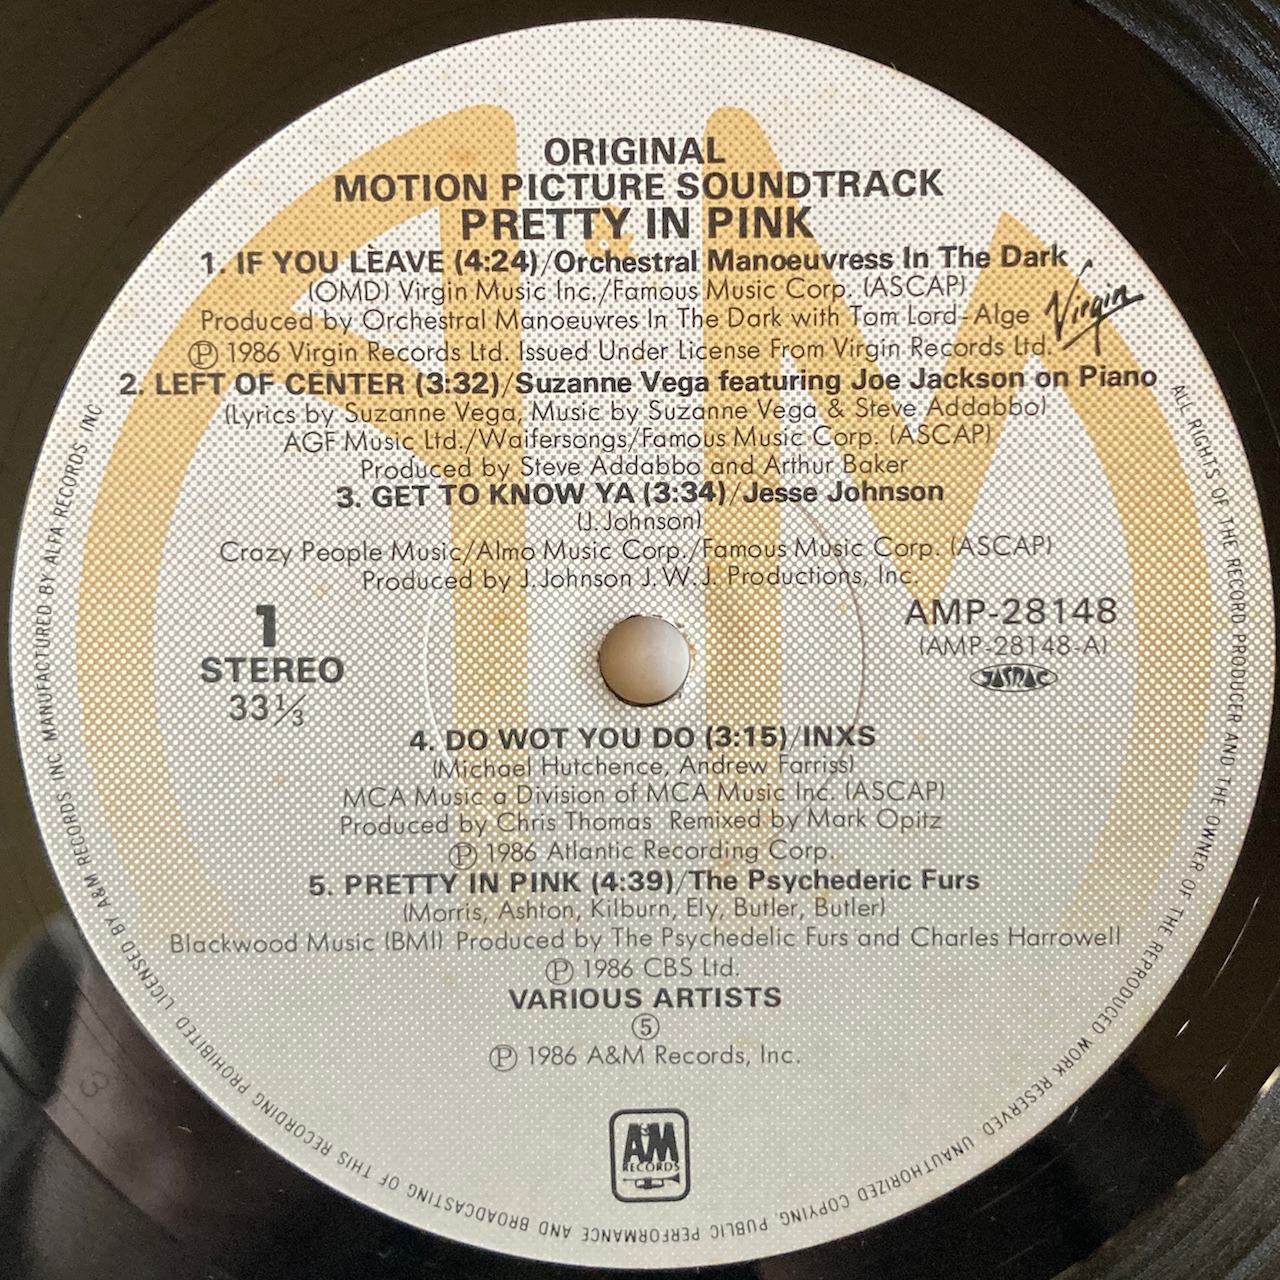 ORIGINAL
MOTION PICTURE SOUNDTRACK
PRETTY IN PINK
1. IF YOU LEAVE (4:24)/Orchestral Manoeuvress In The Dark
(OMD) Virgin Music Inc./Famous Music Corp. (ASCAP)
Produced by Orchestral Manoeuvres In The Dark with Tom Lord-Alge
Virgin
Ⓟ 1986 Virgin Records Ltd. Issued Under License From Virgin Records Ltd.
2. LEFT OF CENTER (3:32)/Suzanne Vega featuring Joe Jackson on Piano
(Lyrics by Suzanne Vega, Music by Suzanne Vega & Steve Addabbo)
AGF Music Ltd./Waifersongs/Famous Music Corp. (ASCAP)
Produced by Steve Addabbo and Arthur Baker
3. GET TO KNOW YA (3:34)/Jesse Johnson
(J. Johnson)
Crazy People Music/Almo Music Corp./Famous Music Corp. (ASCAP)
Produced by J. Johnson J. W. J. Productions, Inc.
1
STEREO
33⅓
AMP-28148
(AMP-28148-A)
JASRAC
4. DO WOT YOU DO (3:15)/INXS
(Michael Hutchence, Andrew Farriss)
MCA Music a Division of MCA Music Inc. (ASCAP)
Produced by Chris Thomas Remixed by Mark Opitz
Ⓟ 1986 Atlantic Recording Corp.
5. PRETTY IN PINK (4:39)/The Psychederic Furs
(Morris, Ashton, Kilburn, Ely, Butler, Butler)
Blackwood Music (BMI) Produced by The Psychedelic Furs and Charles Harrowell
Ⓟ 1986 CBS Ltd.
VARIOUS ARTISTS
⑤
Ⓟ 1986 A&M Records, Inc.
A&M
RECORDS
ALL RIGHTS OF THE RECORD PRODUCER AND THE OWNER OF THE REPRODUCED WORK RESERVED. UNAUTHORIZED COPYING, PUBLIC PERFORMANCE AND BROADCASTING OF THIS RECORDING PROHIBITED. LICENSED BY A&M RECORDS INC MANUFACTURED BY ALFA RECORDS INC